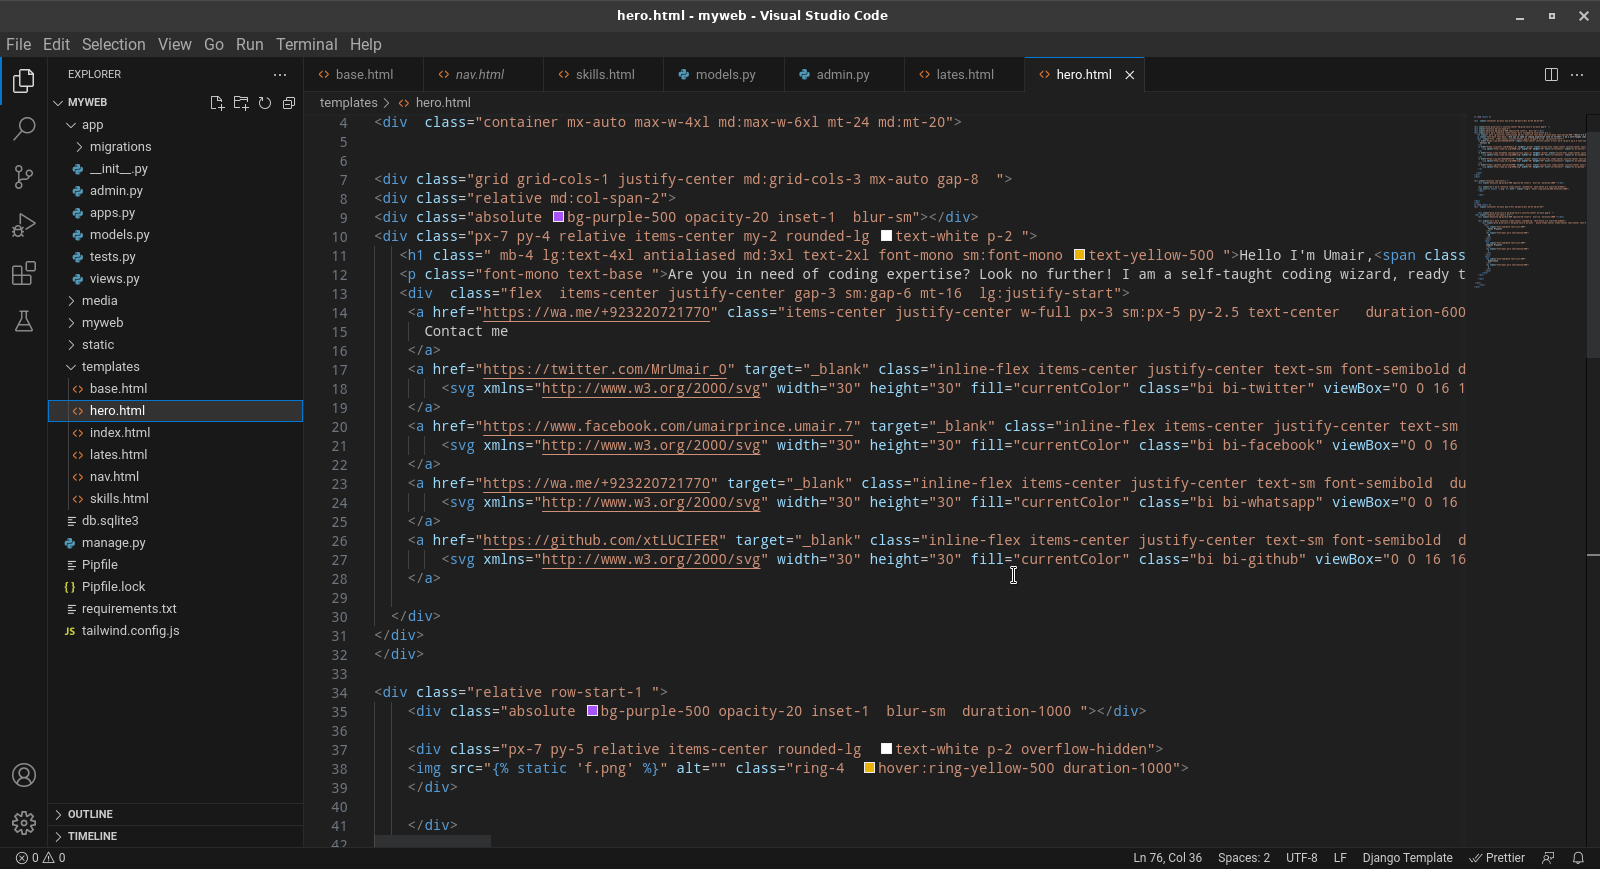 hero.html - myweb - Visual Studio Code
File Edit Selection View Go Run Terminal Help
EXPLORER
base.html nav.html skills.html models.py admin.py lates.html hero.html
MYWEB
templates > hero.html
app
migrations
__init__.py
admin.py
apps.py
models.py
tests.py
views.py
media
myweb
static
templates
base.html
hero.html
index.html
lates.html
nav.html
skills.html
db.sqlite3
manage.py
Pipfile
Pipfile.lock
requirements.txt
JS tailwind.config.js
OUTLINE
TIMELINE
4 <div  class="container mx-auto max-w-4xl md:max-w-6xl mt-24 md:mt-20">
5
6
7 <div class="grid grid-cols-1 justify-center md:grid-cols-3 mx-auto gap-8  ">
8 <div class="relative md:col-span-2">
9 <div class="absolute bg-purple-500 opacity-20 inset-1  blur-sm"></div>
10 <div class="px-7 py-4 relative items-center my-2 rounded-lg  text-white p-2 ">
11 <h1 class=" mb-4 lg:text-4xl antialiased md:3xl text-2xl font-mono sm:font-mono  text-yellow-500 ">Hello I'm Umair,<span class
12 <p class="font-mono text-base ">Are you in need of coding expertise? Look no further! I am a self-taught coding wizard, ready t
13 <div  class="flex  items-center justify-center gap-3 sm:gap-6 mt-16  lg:justify-start">
14 <a href="https://wa.me/+923220721770" class="items-center justify-center w-full px-3 sm:px-5 py-2.5 text-center   duration-600
15 Contact me
16 </a>
17 <a href="https://twitter.com/MrUmair_0" target="_blank" class="inline-flex items-center justify-center text-sm font-semibold d
18 <svg xmlns="http://www.w3.org/2000/svg" width="30" height="30" fill="currentColor" class="bi bi-twitter" viewBox="0 0 16 1
19 </a>
20 <a href="https://www.facebook.com/umairprince.umair.7" target="_blank" class="inline-flex items-center justify-center text-sm
21 <svg xmlns="http://www.w3.org/2000/svg" width="30" height="30" fill="currentColor" class="bi bi-facebook" viewBox="0 0 16
22 </a>
23 <a href="https://wa.me/+923220721770" target="_blank" class="inline-flex items-center justify-center text-sm font-semibold  du
24 <svg xmlns="http://www.w3.org/2000/svg" width="30" height="30" fill="currentColor" class="bi bi-whatsapp" viewBox="0 0 16
25 </a>
26 <a href="https://github.com/xtLUCIFER" target="_blank" class="inline-flex items-center justify-center text-sm font-semibold  d
27 <svg xmlns="http://www.w3.org/2000/svg" width="30" height="30" fill="currentColor" class="bi bi-github" viewBox="0 0 16 16
28 </a>
29
30 </div>
31 </div>
32 </div>
33
34 <div class="relative row-start-1 ">
35 <div class="absolute bg-purple-500 opacity-20 inset-1  blur-sm  duration-1000 "></div>
36
37 <div class="px-7 py-5 relative items-center rounded-lg  text-white p-2 overflow-hidden">
38 <img src="{% static 'f.png' %}" alt="" class="ring-4  hover:ring-yellow-500 duration-1000">
39 </div>
40
41 </div>
42
0 0 Ln 76, Col 36 Spaces: 2 UTF-8 LF Django Template Prettier